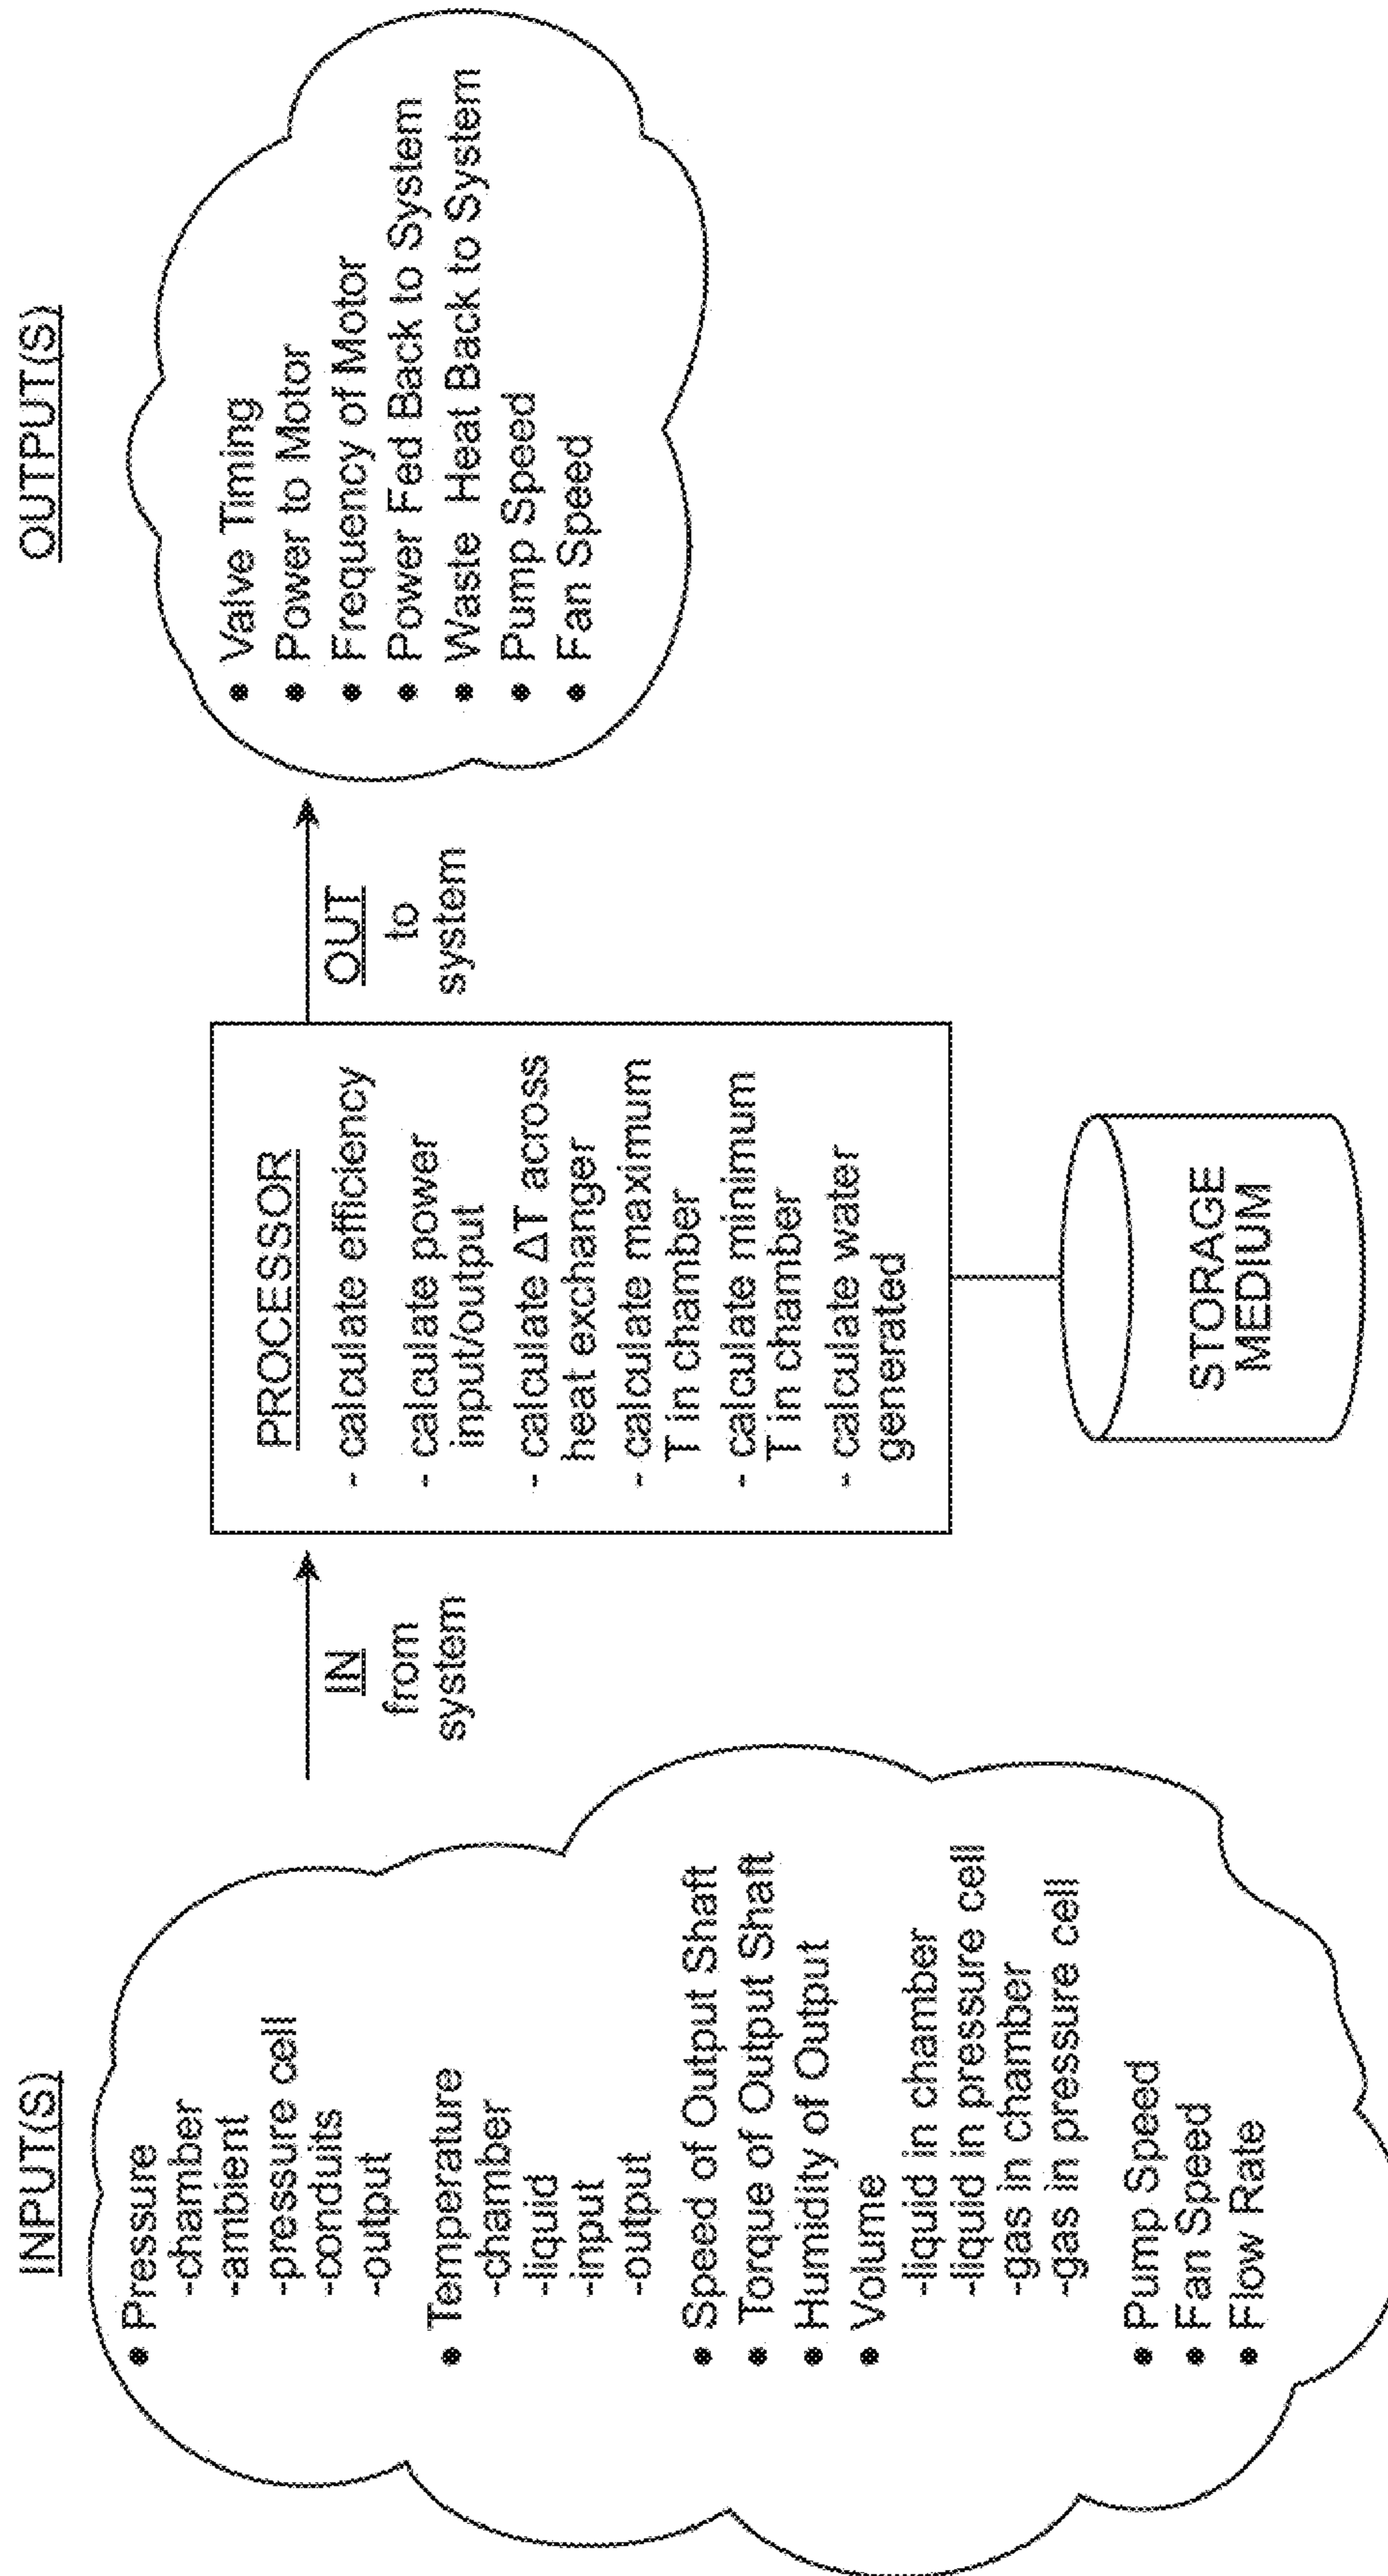 INPUT(S)
● Pressure
-chamber
-ambient
-pressure cell
-conduits
-output
● Temperature
-chamber
-liquid
-input
-output
● Speed of Output Shaft
● Torque of Output Shaft
● Humidity of Output
● Volume
-liquid in chamber
-liquid in pressure cell
-gas in chamber
-gas in pressure cell
● Pump Speed
● Fan Speed
● Flow Rate
IN
from
system
PROCESSOR
- calculate efficiency
- calculate power
input/output
- calculate ΔT across
heat exchanger
- calculate maximum
T in chamber
- calculate minimum
T in chamber
- calculate water
generated
STORAGE
MEDIUM
OUT
to
system
OUTPUT(S)
● Valve Timing
● Power to Motor
● Frequency of Motor
● Power Fed Back to System
● Waste Heat Back to System
● Pump Speed
● Fan Speed